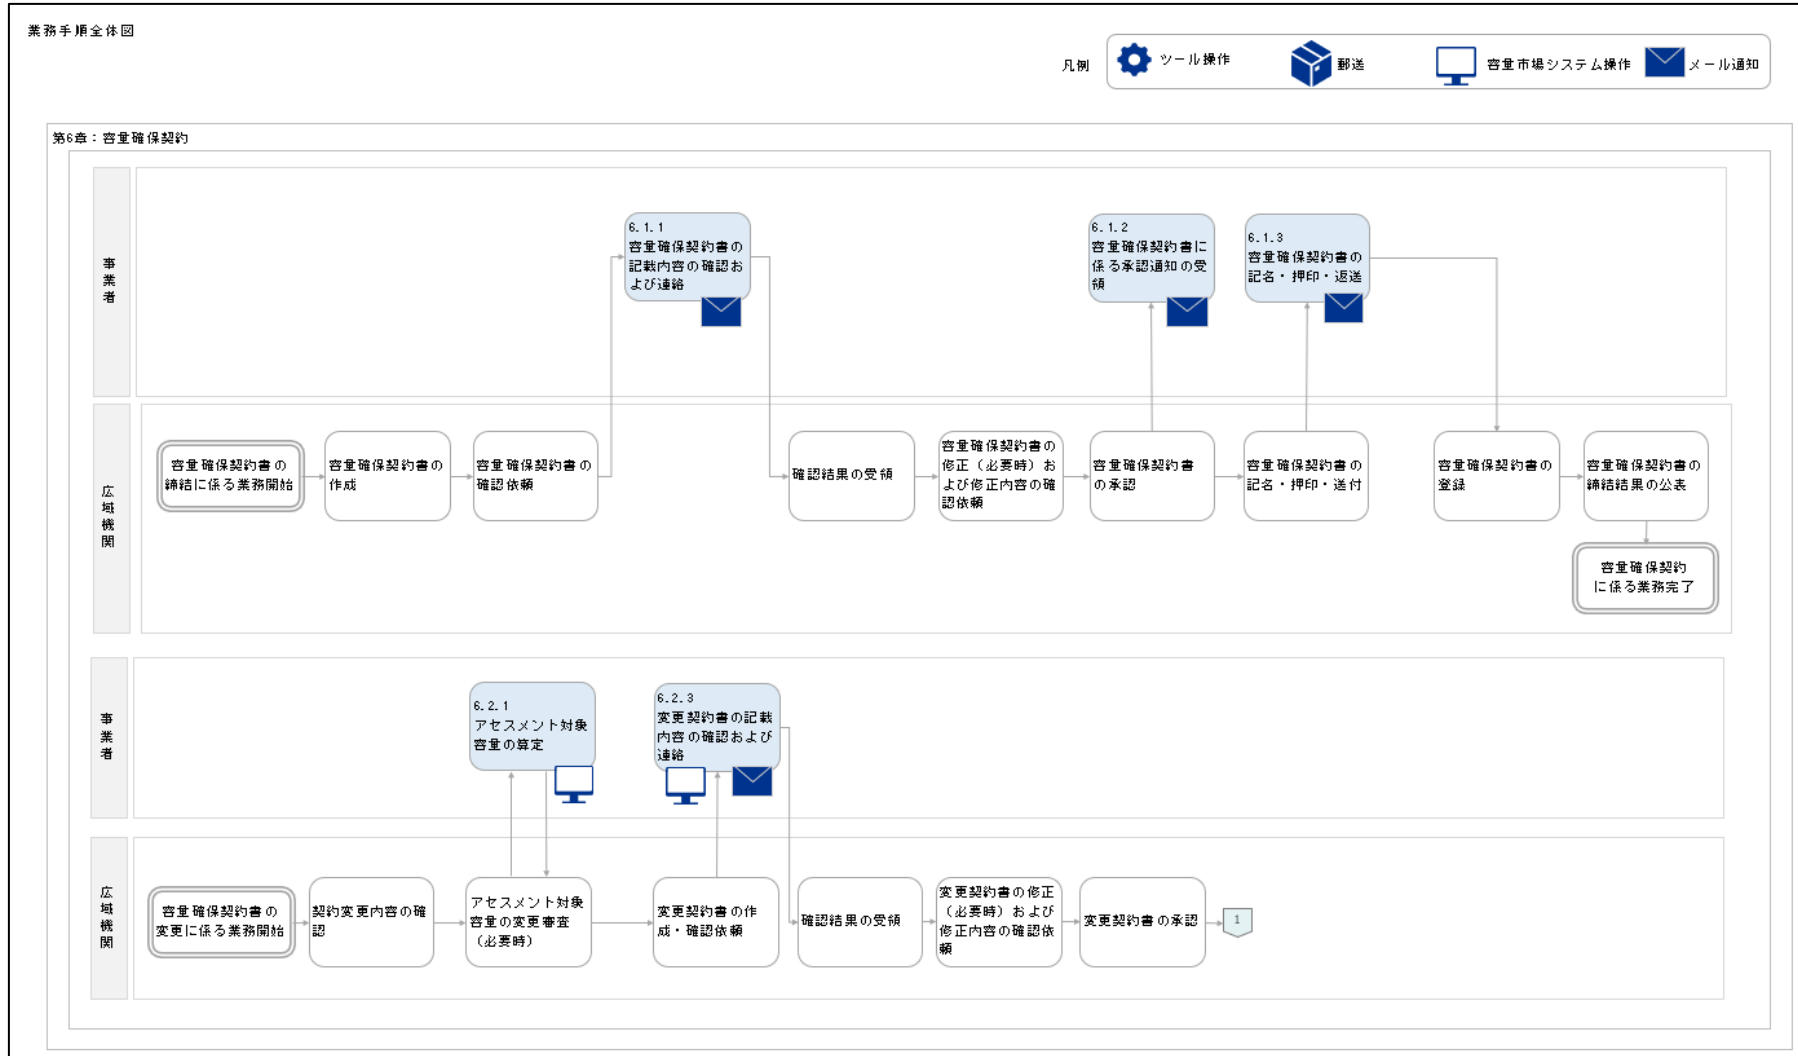 業務手順全体図
凡例
ツール操作
郵送
容量市場システム操作
メール通知
第6章：容量確保契約
事業者
6.1.1
容量確保契約書の
記載内容の確認お
よび連絡
6.1.2
容量確保契約書に
係る承認通知の受
領
6.1.3
容量確保契約書の
記名・押印・返送
広域機関
容量確保契約書の
締結に係る業務開始
容量確保契約書の
作成
容量確保契約書の
確認依頼
確認結果の受領
容量確保契約書の
修正（必要時）お
よび修正内容の確
認依頼
容量確保契約書
の承認
容量確保契約書の
記名・押印・送付
容量確保契約書の
登録
容量確保契約書の
締結結果の公表
容量確保契約
に係る業務完了
事業者
6.2.1
アセスメント対象
容量の算定
6.2.3
変更契約書の記載
内容の確認および
連絡
広域機関
容量確保契約書の
変更に係る業務開始
契約変更内容の確
認
アセスメント対象
容量の変更審査
（必要時）
変更契約書の作
成・確認依頼
確認結果の受領
変更契約書の修正
（必要時）および
修正内容の確認依
頼
変更契約書の承認
1